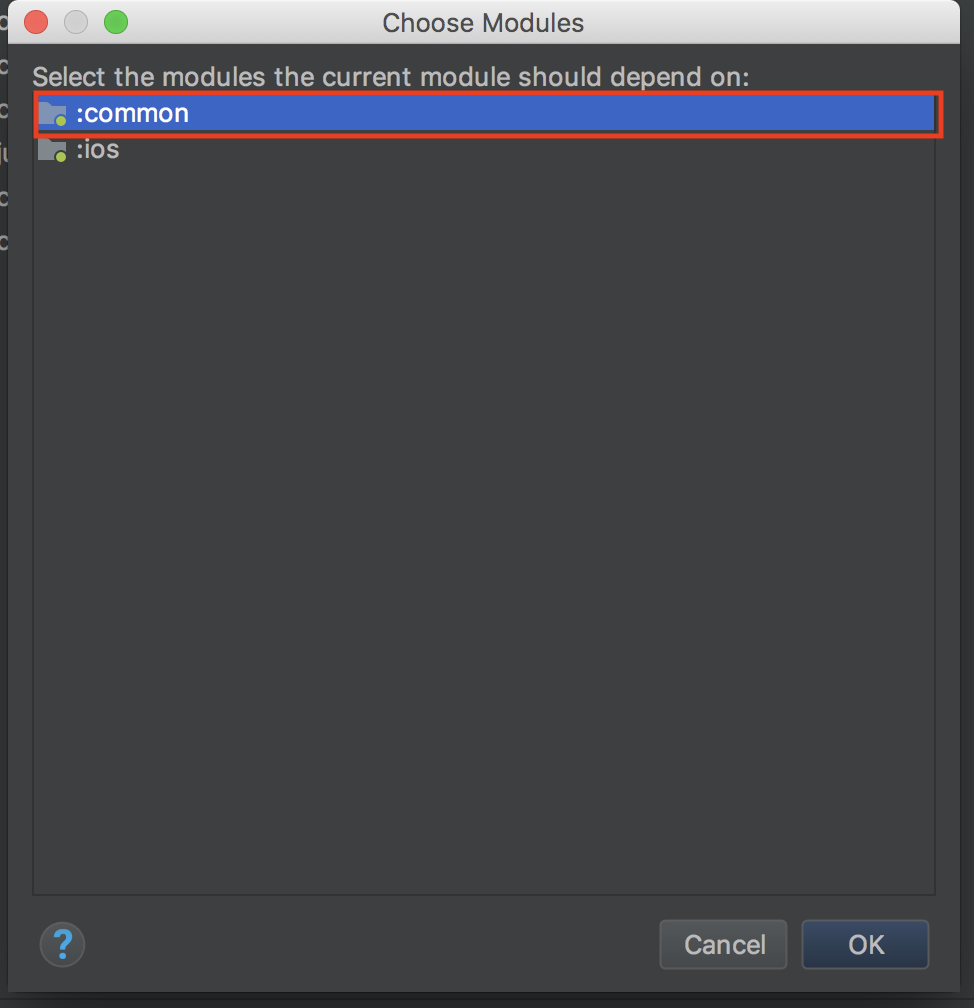 Choose Modules
Select the modules the current module should depend on:
:common
:ios
?
Cancel
OK